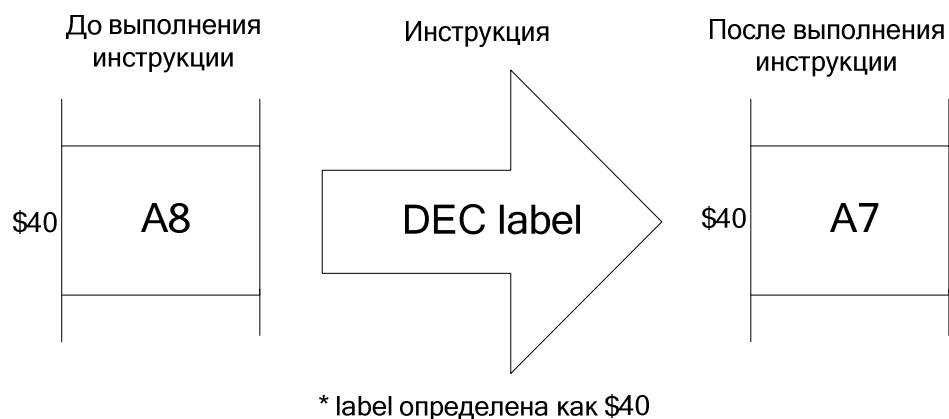 До выполнения
инструкции
Инструкция
После выполнения
инструкции
$40
A8
DEC label
$40
A7
* label определена как $40